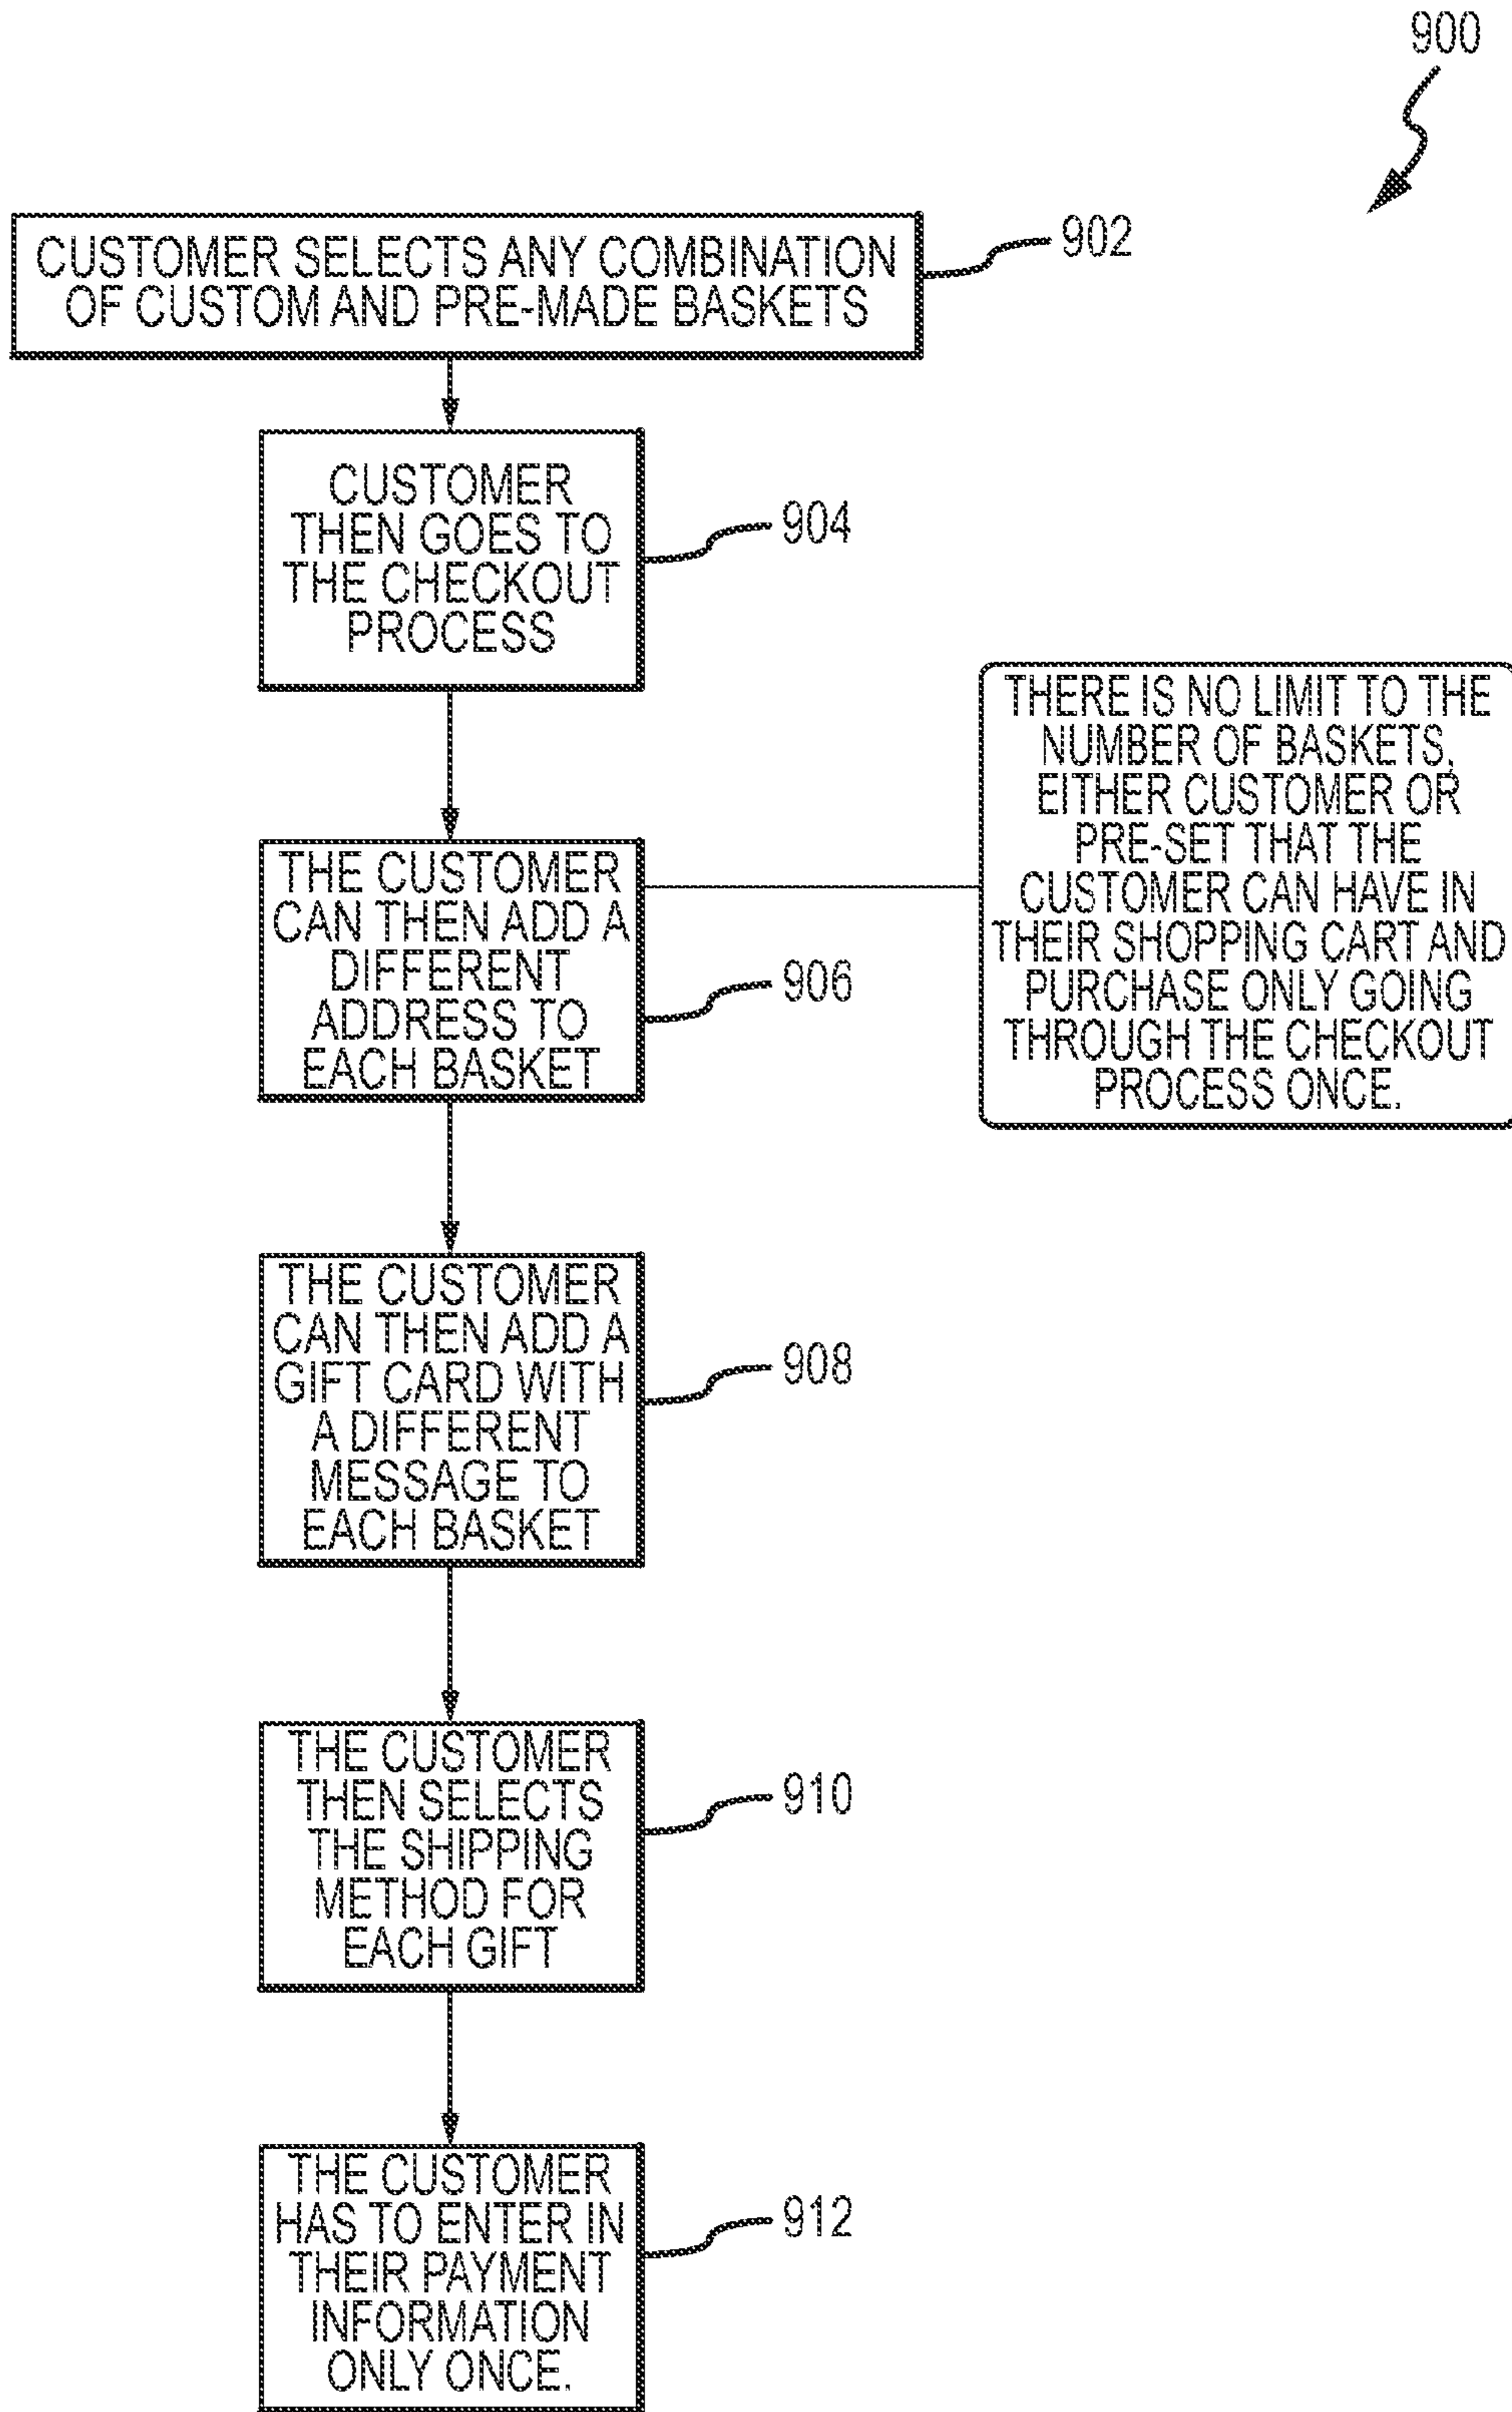 900
CUSTOMER SELECTS ANY COMBINATION
OF CUSTOM AND PRE-MADE BASKETS
902
CUSTOMER
THEN GOES TO
THE CHECKOUT
PROCESS
904
THERE IS NO LIMIT TO THE
NUMBER OF BASKETS,
EITHER CUSTOMER OR
PRE-SET THAT THE
CUSTOMER CAN HAVE IN
THEIR SHOPPING CART AND
PURCHASE ONLY GOING
THROUGH THE CHECKOUT
PROCESS ONCE.
THE CUSTOMER
CAN THEN ADD A
DIFFERENT
ADDRESS TO
EACH BASKET
906
THE CUSTOMER
CAN THEN ADD A
GIFT CARD WITH
A DIFFERENT
MESSAGE TO
EACH BASKET
908
THE CUSTOMER
THEN SELECTS
THE SHIPPING
METHOD FOR
EACH GIFT
910
THE CUSTOMER
HAS TO ENTER IN
THEIR PAYMENT
INFORMATION
ONLY ONCE.
912